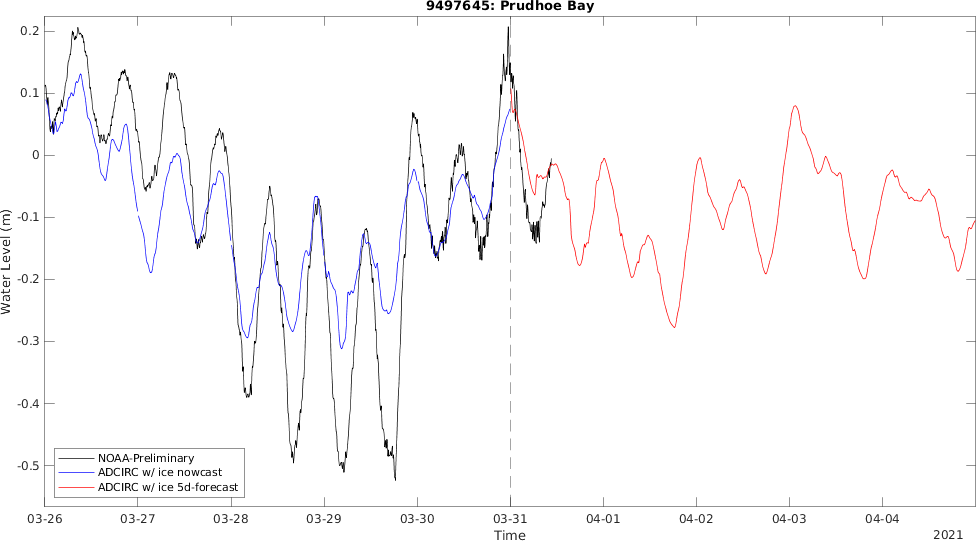 9497645: Prudhoe Bay
Water Level (m)
0.2
0.1
0
-0.1
-0.2
-0.3
-0.4
-0.5
NOAA-Preliminary
ADCIRC w/ ice nowcast
ADCIRC w/ ice 5d-forecast
03-26 03-27 03-28 03-29 03-30 03-31 04-01 04-02 04-03 04-04
Time
2021